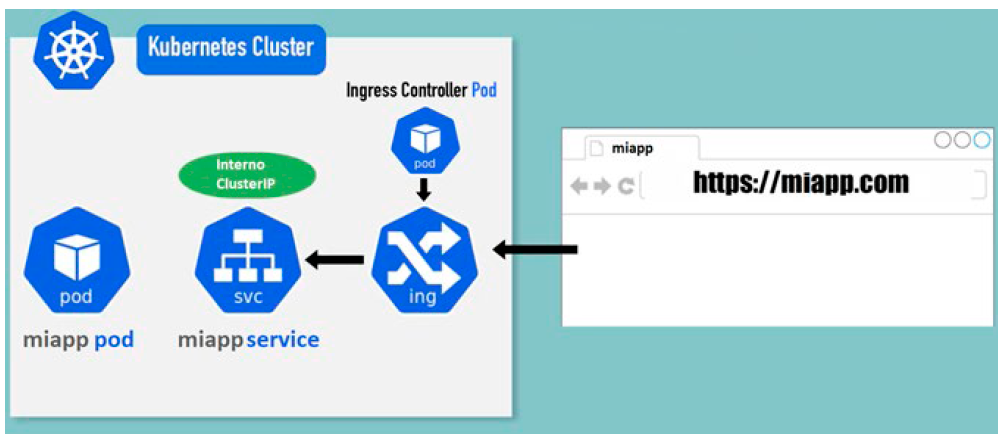 Kubernetes Cluster
Ingress Controller Pod
pod
Interno
ClusterIP
pod
svc
ing
miapp pod
miapp service
miapp
https://miapp.com